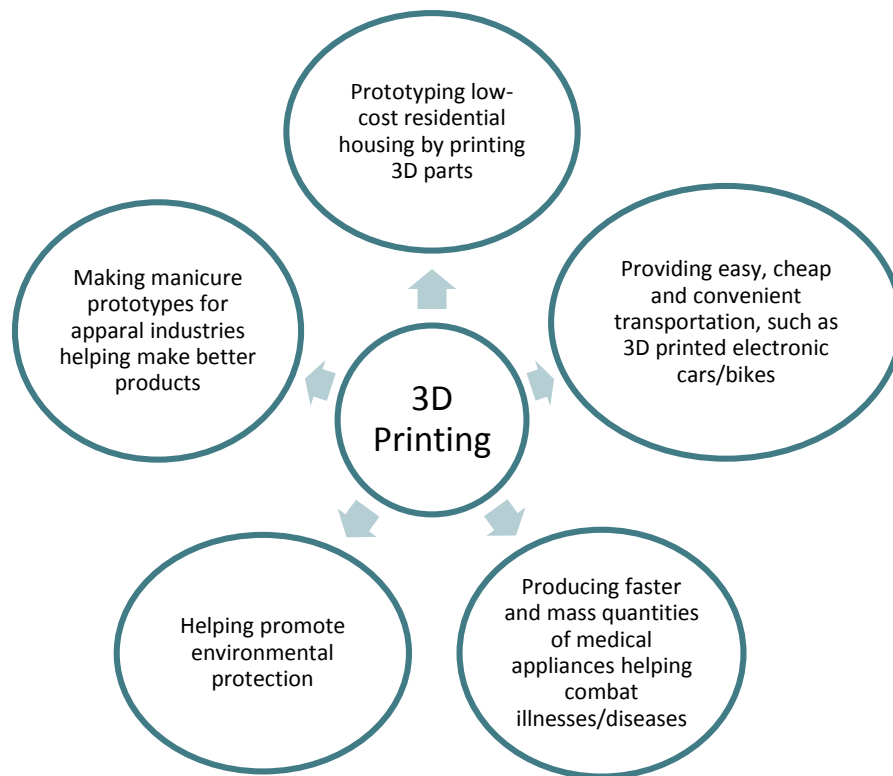 Prototyping low-
cost residential
housing by printing
3D parts
Providing easy, cheap
and convenient
transportation, such as
3D printed electronic
cars/bikes
Making manicure
prototypes for
apparal industries
helping make better
products
3D
Printing
Helping promote
environmental
protection
Producing faster
and mass quantities
of medical
appliances helping
combat
illnesses/diseases